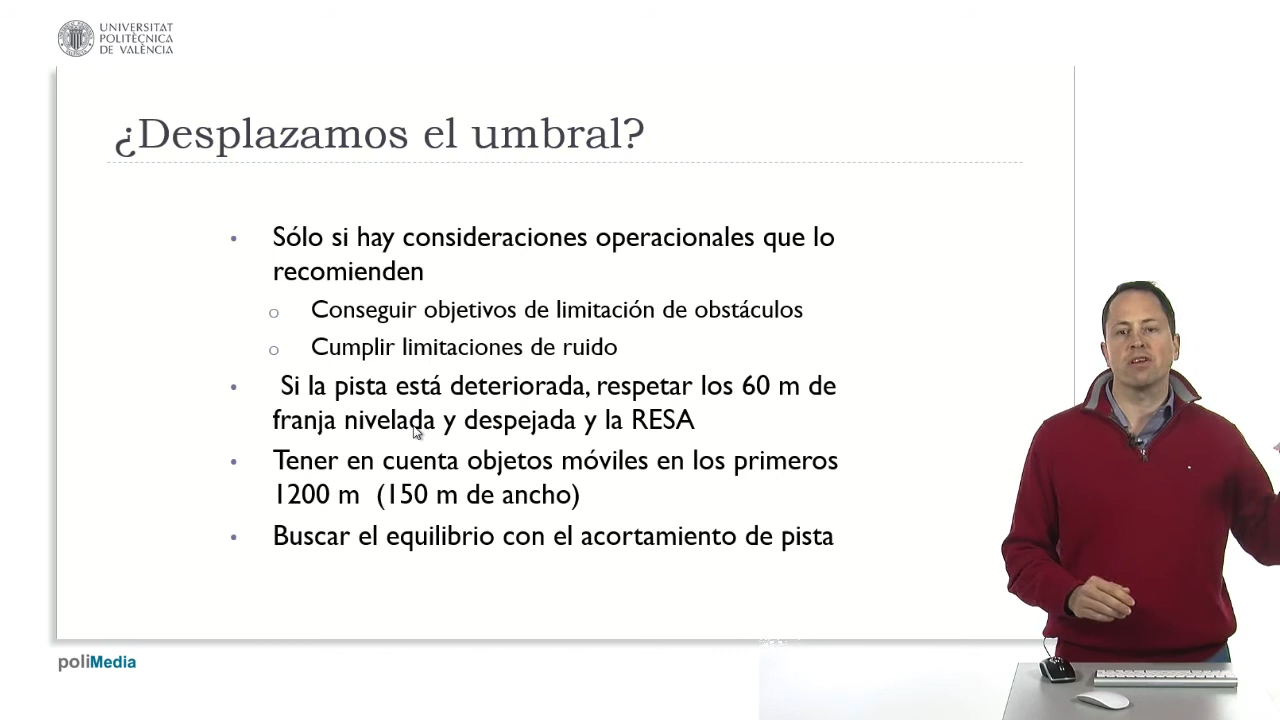 UNIVERSITAT
POLITÈCNICA
DE VALÈNCIA
¿Desplazamos el umbral?
• Sólo si hay consideraciones operacionales que lo
recomienden
o Conseguir objetivos de limitación de obstáculos
o Cumplir limitaciones de ruido
• Si la pista está deteriorada, respetar los 60 m de
franja nivelada y despejada y la RESA
• Tener en cuenta objetos móviles en los primeros
1200 m (150 m de ancho)
• Buscar el equilibrio con el acortamiento de pista
poliMedia